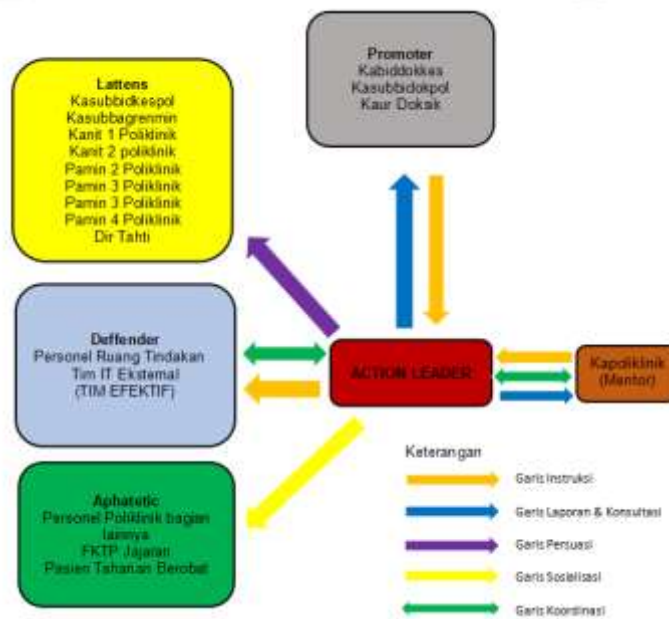 Promoter
Kabiddokkes
Kasubbidokpol
Kaur Doksik
Lattens
Kasubbidkespol
Kasubbagrenmin
Kanit 1 Poliklinik
Kanit 2 poliklinik
Pamin 2 Poliklinik
Pamin 3 Poliklinik
Pamin 3 Poliklinik
Pamin 4 Poliklinik
Dir Tahti
Deffender
Personel Ruang Tindakan
Tim IT Eksternal
(TIM EFEKTIF)
ACTION LEADER
Kapoliklinik
(Mentor)
Aphatetic
Personel Poliklinik bagian
lainnya
FKTP Jajaran
Pasien Tahanan Berobat
Keterangan
Garis Instruksi
Garis Laporan & Konsultasi
Garis Persuasi
Garis Sosialisasi
Garis Koordinasi